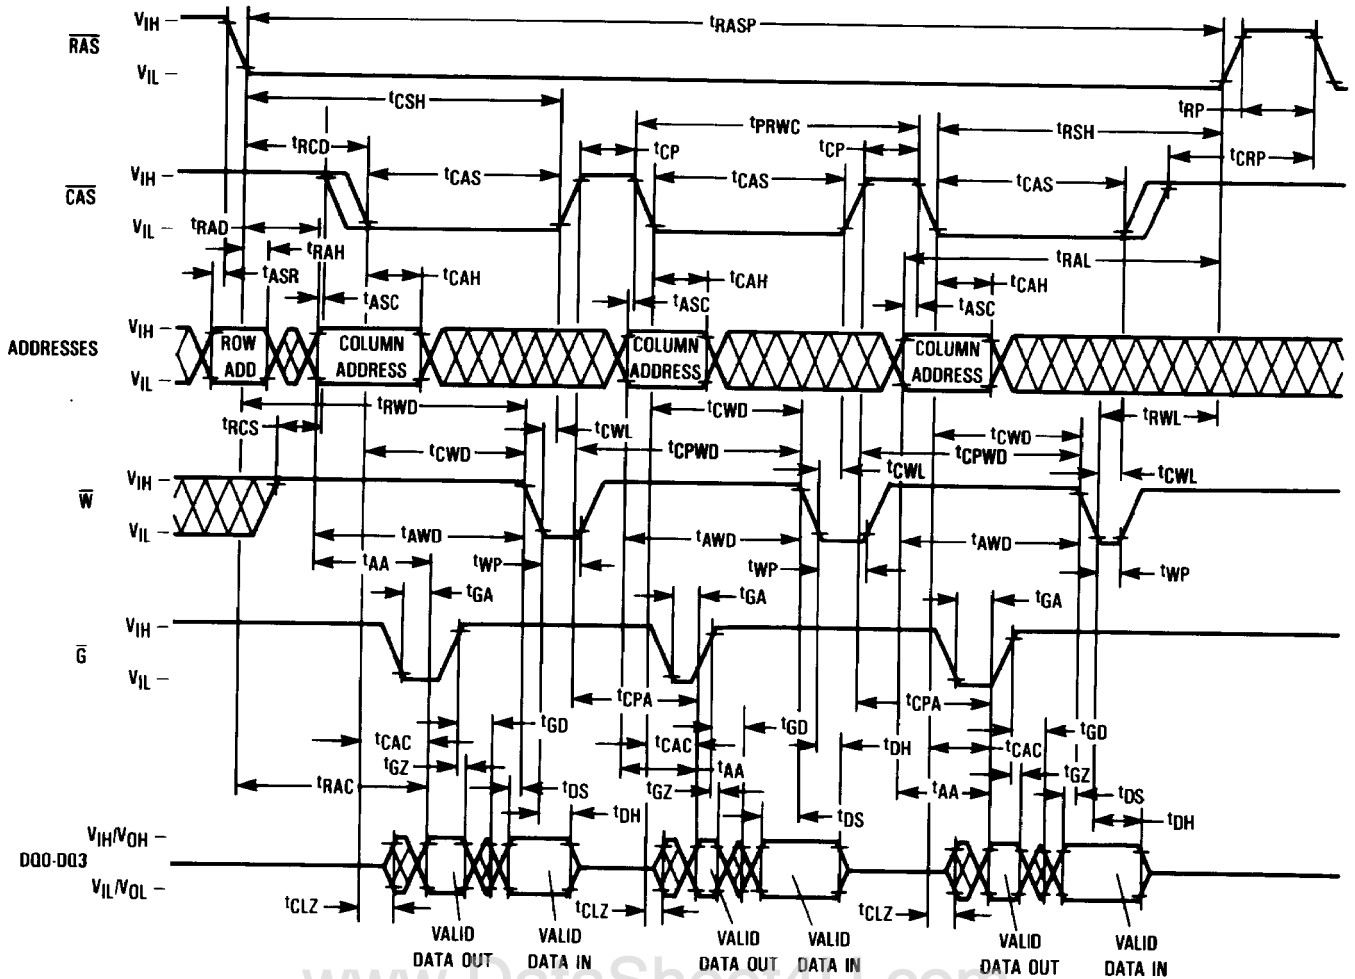 VIH
tRASP
RAS
VIL
tCSH
tRP
tPRWC
tRSH
tRCD
tCP
tCP
tCRP
VIH
tCAS
tCAS
tCAS
CAS
VIL
tRAD
tRAH
tRAL
tASR
tCAH
tCAH
tCAH
tASC
tASC
tASC
VIH
ADDRESSES
ROW ADD
COLUMN ADDRESS
COLUMN ADDRESS
COLUMN ADDRESS
VIL
tRWD
tCWD
tRWL
tRCS
tCWL
tCWD
tCWD
tCPWD
tCPWD
tCWL
tCWL
VIH
W
VIL
tAWD
tAWD
tAWD
tAA
tWP
tWP
tWP
tGA
tGA
tGA
VIH
G
VIL
tCPA
tCPA
tGD
tGD
tGD
tCAC
tCAC
tDH
tCAC
tGZ
tAA
tGZ
tRAC
tDS
tGZ
tAA
tDS
tDH
tDS
tDH
VIH/VOH
DQ0-DQ3
VIL/VOL
tCLZ
tCLZ
tCLZ
VALID DATA OUT
VALID DATA IN
VALID DATA OUT
VALID DATA IN
VALID DATA OUT
VALID DATA IN
www.DataSheet4U.com